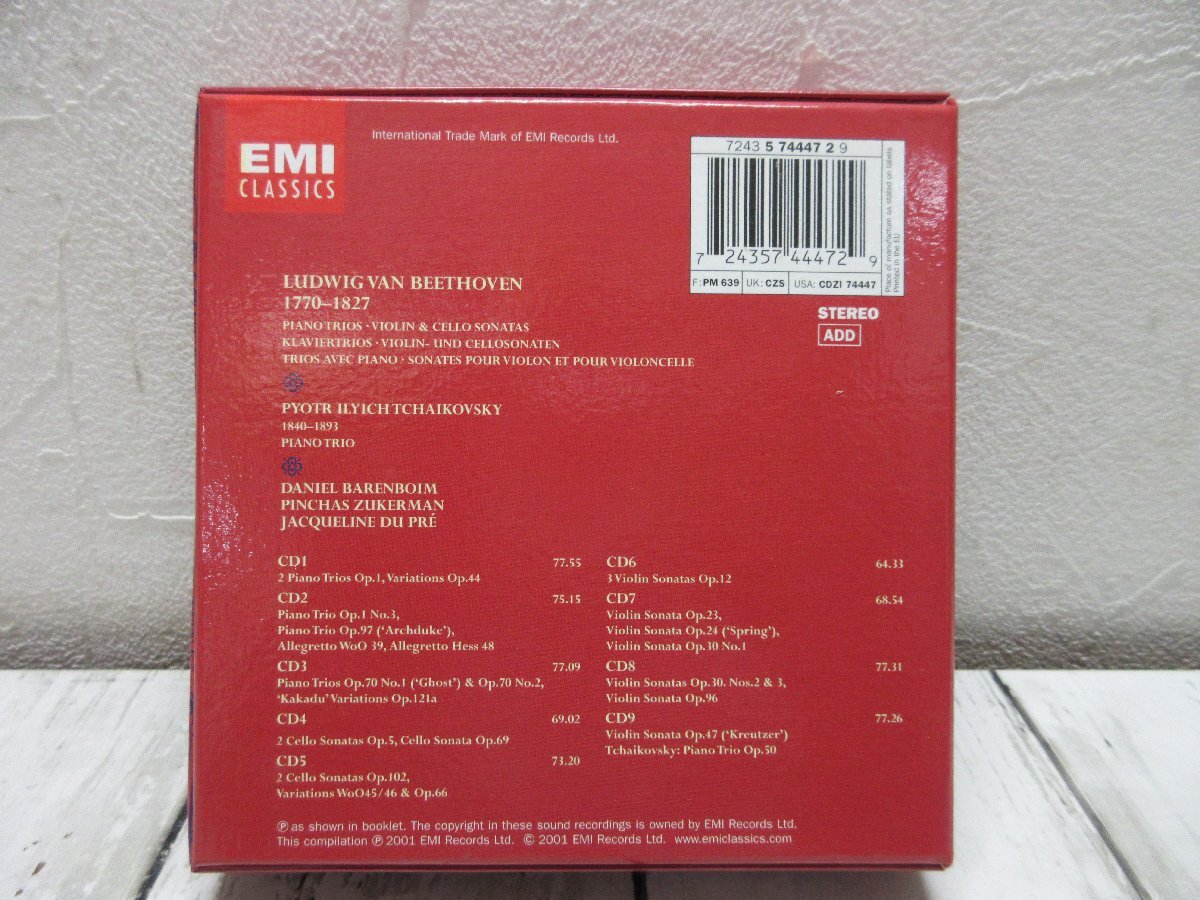 EMI
CLASSICS
International Trade Mark of EMI Records Ltd.
7243 5 74447 2 9
7 24357 44472 9
F: PM 639 UK: CZS USA: CDZI 74447
Place of manufacture as stated on labels
Printed in the EU
STEREO
ADD
LUDWIG VAN BEETHOVEN
1770–1827
PIANO TRIOS · VIOLIN & CELLO SONATAS
KLAVIERTRIOS · VIOLIN- UND CELLOSONATEN
TRIOS AVEC PIANO · SONATES POUR VIOLON ET POUR VIOLONCELLE
PYOTR ILYICH TCHAIKOVSKY
1840–1893
PIANO TRIO
DANIEL BARENBOIM
PINCHAS ZUKERMAN
JACQUELINE DU PRÉ
CD1 77.55
2 Piano Trios Op.1, Variations Op.44
CD2 75.15
Piano Trio Op.1 No.3,
Piano Trio Op.97 (‘Archduke’),
Allegretto WoO 39, Allegretto Hess 48
CD3 77.09
Piano Trios Op.70 No.1 (‘Ghost’) & Op.70 No.2,
‘Kakadu’ Variations Op.121a
CD4 69.02
2 Cello Sonatas Op.5, Cello Sonata Op.69
CD5 73.20
2 Cello Sonatas Op.102,
Variations WoO45/46 & Op.66
CD6 64.33
3 Violin Sonatas Op.12
CD7 68.54
Violin Sonata Op.23,
Violin Sonata Op.24 (‘Spring’),
Violin Sonata Op.30 No.1
CD8 77.31
Violin Sonatas Op.30. Nos.2 & 3,
Violin Sonata Op.96
CD9 77.26
Violin Sonata Op.47 (‘Kreutzer’)
Tchaikovsky: Piano Trio Op.50
℗ as shown in booklet. The copyright in these sound recordings is owned by EMI Records Ltd.
This compilation ℗ 2001 EMI Records Ltd. © 2001 EMI Records Ltd. www.emiclassics.com